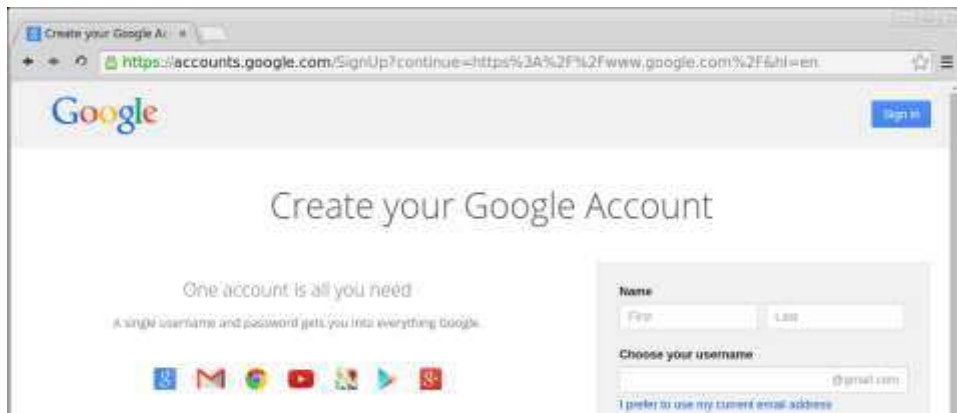 Create your Google Ac
https://accounts.google.com/SignUp?continue=https%3A%2F%2Fwww.google.com%2F&hl=en
Google
Sign in
Create your Google Account
One account is all you need
A single username and password gets you into everything Google.
Name
First
Last
Choose your username
@gmail.com
I prefer to use my current email address